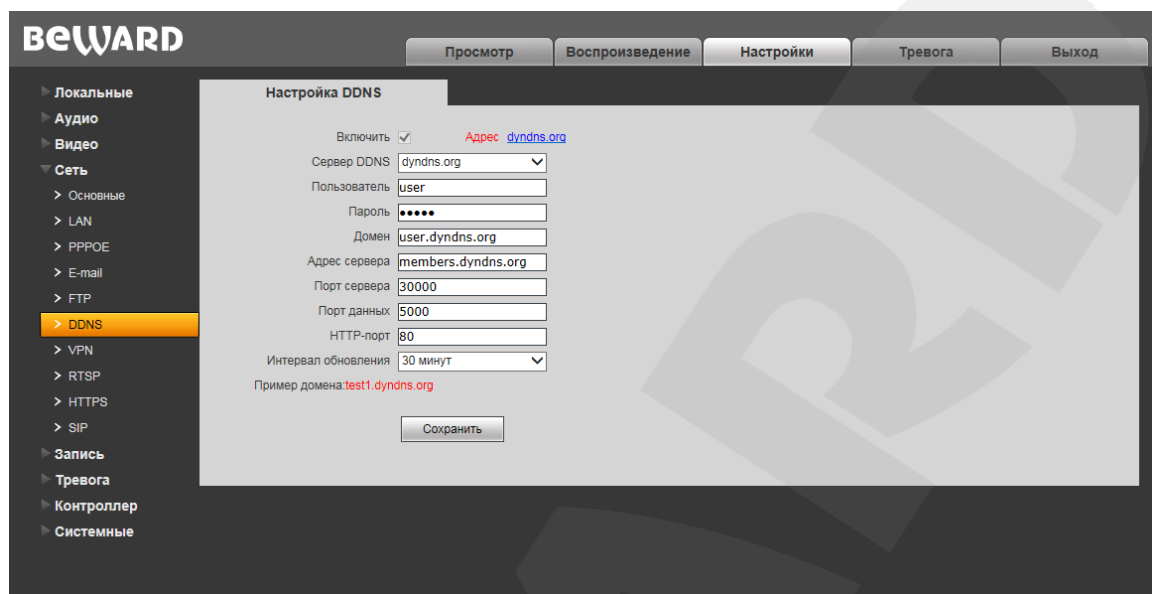 BEWARD
Просмотр Воспроизведение Настройки Тревога Выход
Локальные
Аудио
Видео
Сеть
> Основные
> LAN
> PPPOE
> E-mail
> FTP
> DDNS
> VPN
> RTSP
> HTTPS
> SIP
Запись
Тревога
Контроллер
Системные
Настройка DDNS
Включить Адрес dyndns.org
Сервер DDNS dyndns.org
Пользователь user
Пароль •••••
Домен user.dyndns.org
Адрес сервера members.dyndns.org
Порт сервера 30000
Порт данных 5000
HTTP-порт 80
Интервал обновления 30 минут
Пример домена:test1.dyndns.org
Сохранить